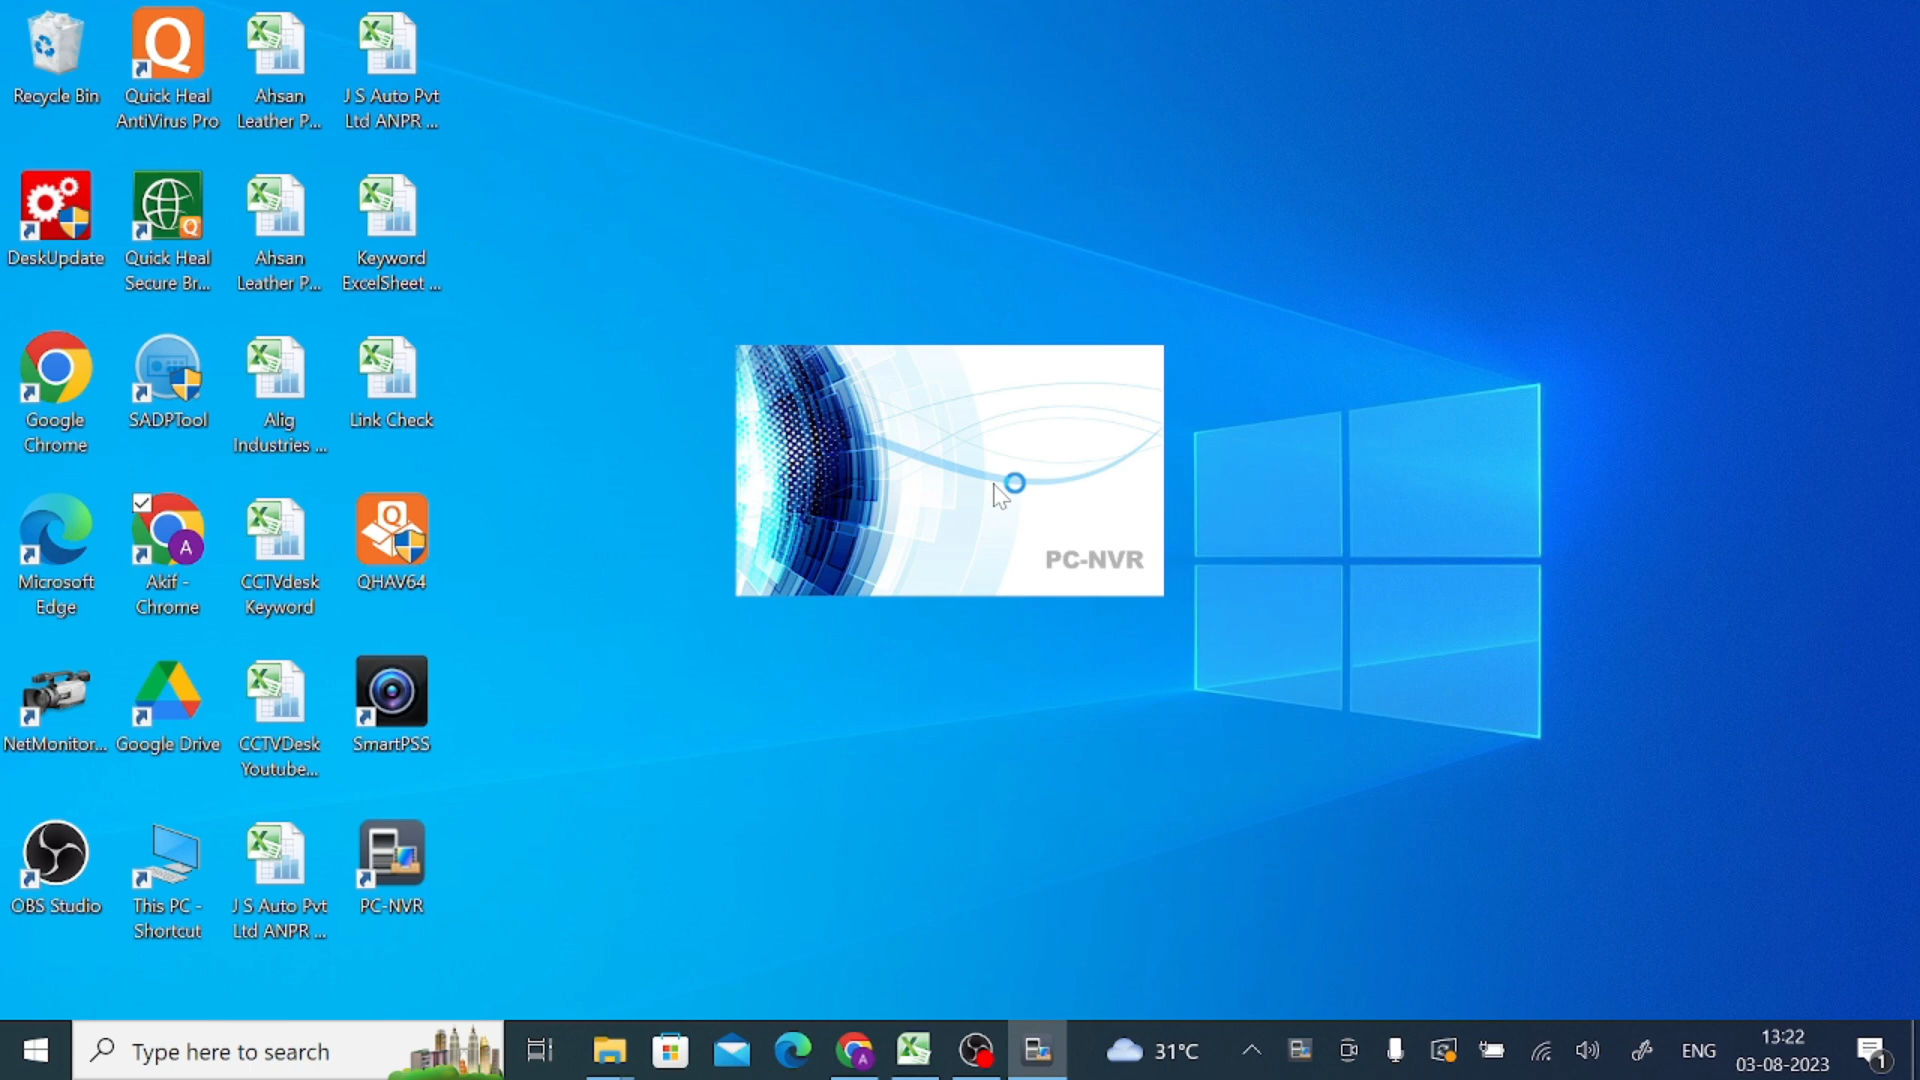 Recycle Bin
Quick Heal
AntiVirus Pro
Ahsan
Leather P...
J S Auto Pvt
Ltd ANPR ...
DeskUpdate
Quick Heal
Secure Br...
Ahsan
Leather P...
Keyword
ExcelSheet ...
Google
Chrome
SADPTool
Alig
Industries ...
Link Check
Microsoft
Edge
Akif -
Chrome
CCTVdesk
Keyword
QHAV64
NetMonitor...
Google Drive
CCTVDesk
Youtube...
SmartPSS
OBS Studio
This PC -
Shortcut
J S Auto Pvt
Ltd ANPR ...
PC-NVR
PC-NVR
Type here to search
31°C
ENG
13:22
03-08-2023
1